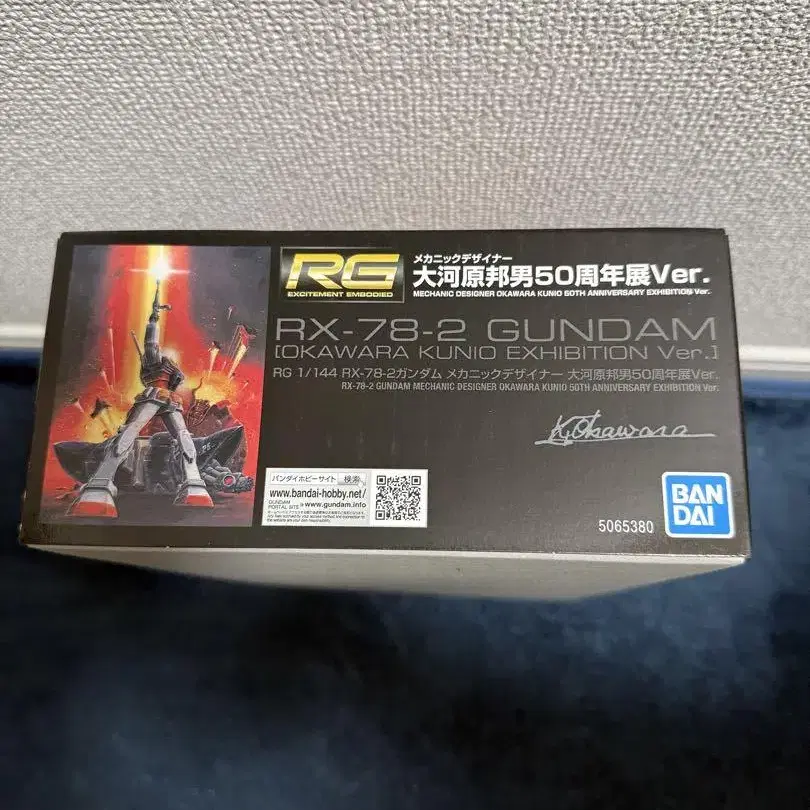 RG
EXCITEMENT EMBODIED
メカニックデザイナー
大河原邦男50周年展Ver.
MECHANIC DESIGNER OKAWARA KUNIO 50TH ANNIVERSARY EXHIBITION Ver.
RX-78-2 GUNDAM
[OKAWARA KUNIO EXHIBITION Ver.]
RG 1/144 RX-78-2ガンダム メカニックデザイナー 大河原邦男50周年展Ver.
RX-78-2 GUNDAM MECHANIC DESIGNER OKAWARA KUNIO 50TH ANNIVERSARY EXHIBITION Ver.
K.Okawara
バンダイホビーサイト 検索
www.bandai-hobby.net/
GUNDAM
PORTAL SITE www.gundam.info
BAN
DAI
5065380